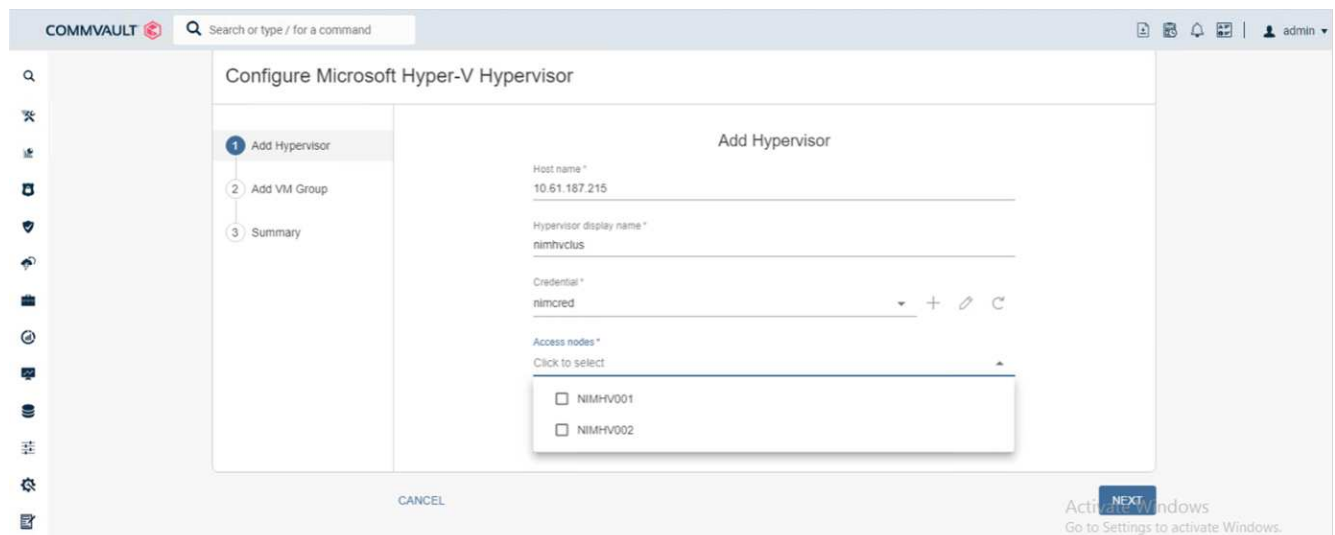 COMMVAULT
Search or type / for a command
admin
Configure Microsoft Hyper-V Hypervisor
1 Add Hypervisor
2 Add VM Group
3 Summary
Add Hypervisor
Host name *
10.61.187.215
Hypervisor display name *
nimhvclus
Credential *
nimcred
Access nodes *
Click to select
NIMHV001
NIMHV002
CANCEL
NEXT
Activate Windows
Go to Settings to activate Windows.